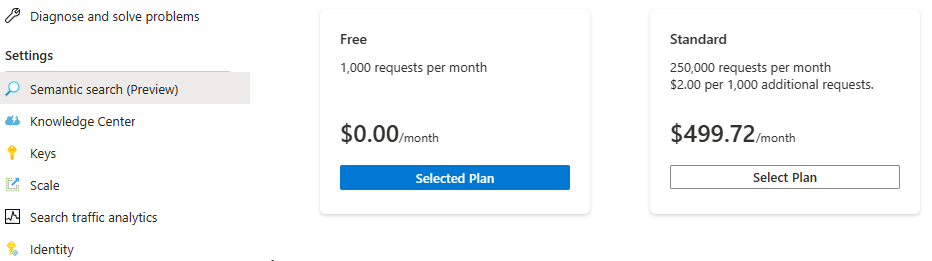 Diagnose and solve problems
Settings
Semantic search (Preview)
Knowledge Center
Keys
Scale
Search traffic analytics
Identity
Free
1,000 requests per month
$0.00/month
Selected Plan
Standard
250,000 requests per month
$2.00 per 1,000 additional requests.
$499.72/month
Select Plan